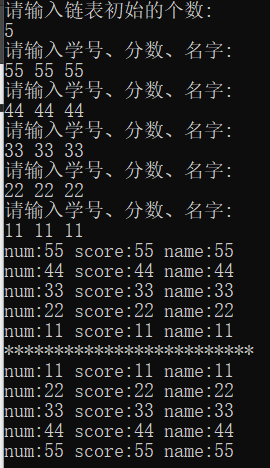 请输入链表初始的个数:
5
请输入学号、分数、名字:
55 55 55
请输入学号、分数、名字:
44 44 44
请输入学号、分数、名字:
33 33 33
请输入学号、分数、名字:
22 22 22
请输入学号、分数、名字:
11 11 11
num:55 score:55 name:55
num:44 score:44 name:44
num:33 score:33 name:33
num:22 score:22 name:22
num:11 score:11 name:11
*************************
num:11 score:11 name:11
num:22 score:22 name:22
num:33 score:33 name:33
num:44 score:44 name:44
num:55 score:55 name:55